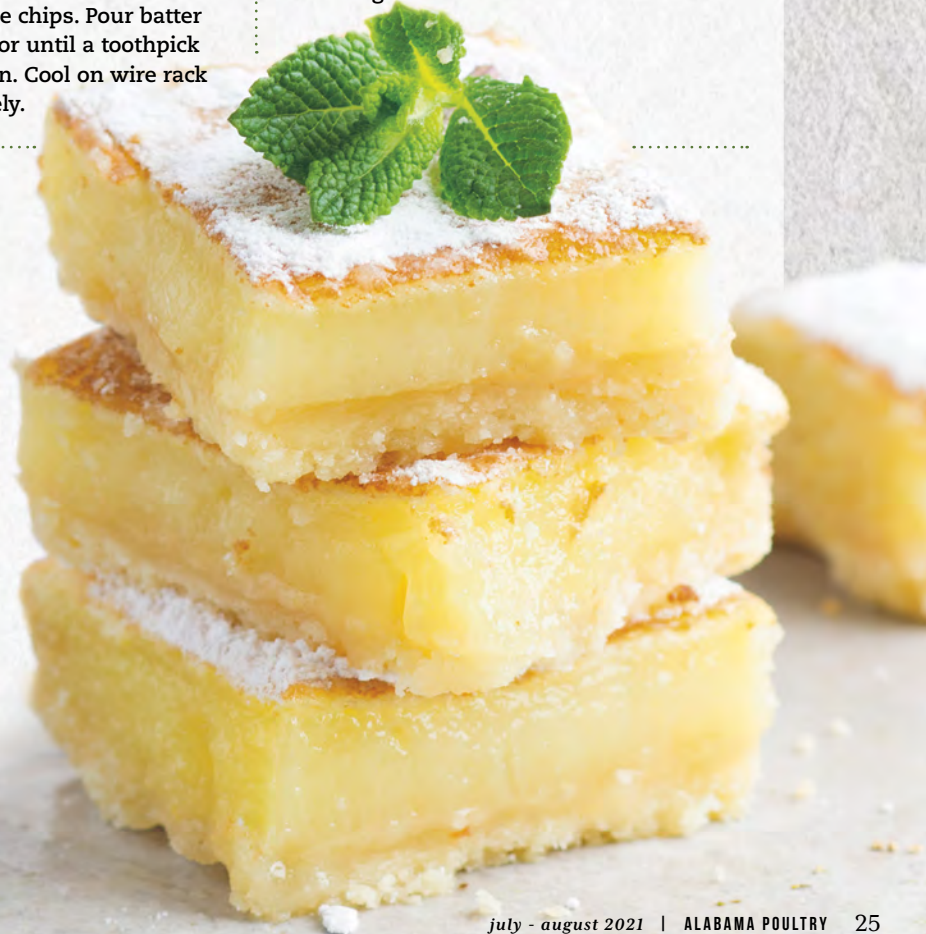 e chips. Pour batter
or until a toothpick
n. Cool on wire rack
ely.
july - august 2021 | ALABAMA POULTRY 25